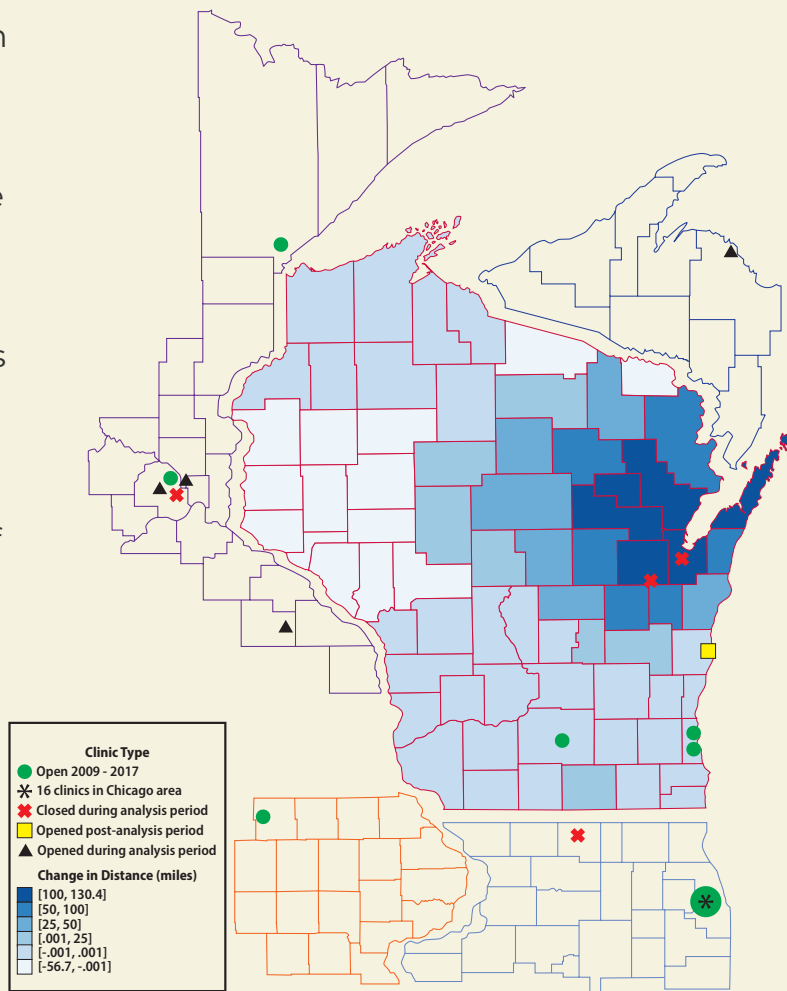 n
e
s
f
Clinic Type
Open 2009 - 2017
16 clinics in Chicago area
Closed during analysis period
Opened post-analysis period
Opened during analysis period
Change in Distance (miles)
[100, 130.4]
[50, 100]
[25, 50]
[.001, 25]
[-.001, .001]
[-56.7, -.001]